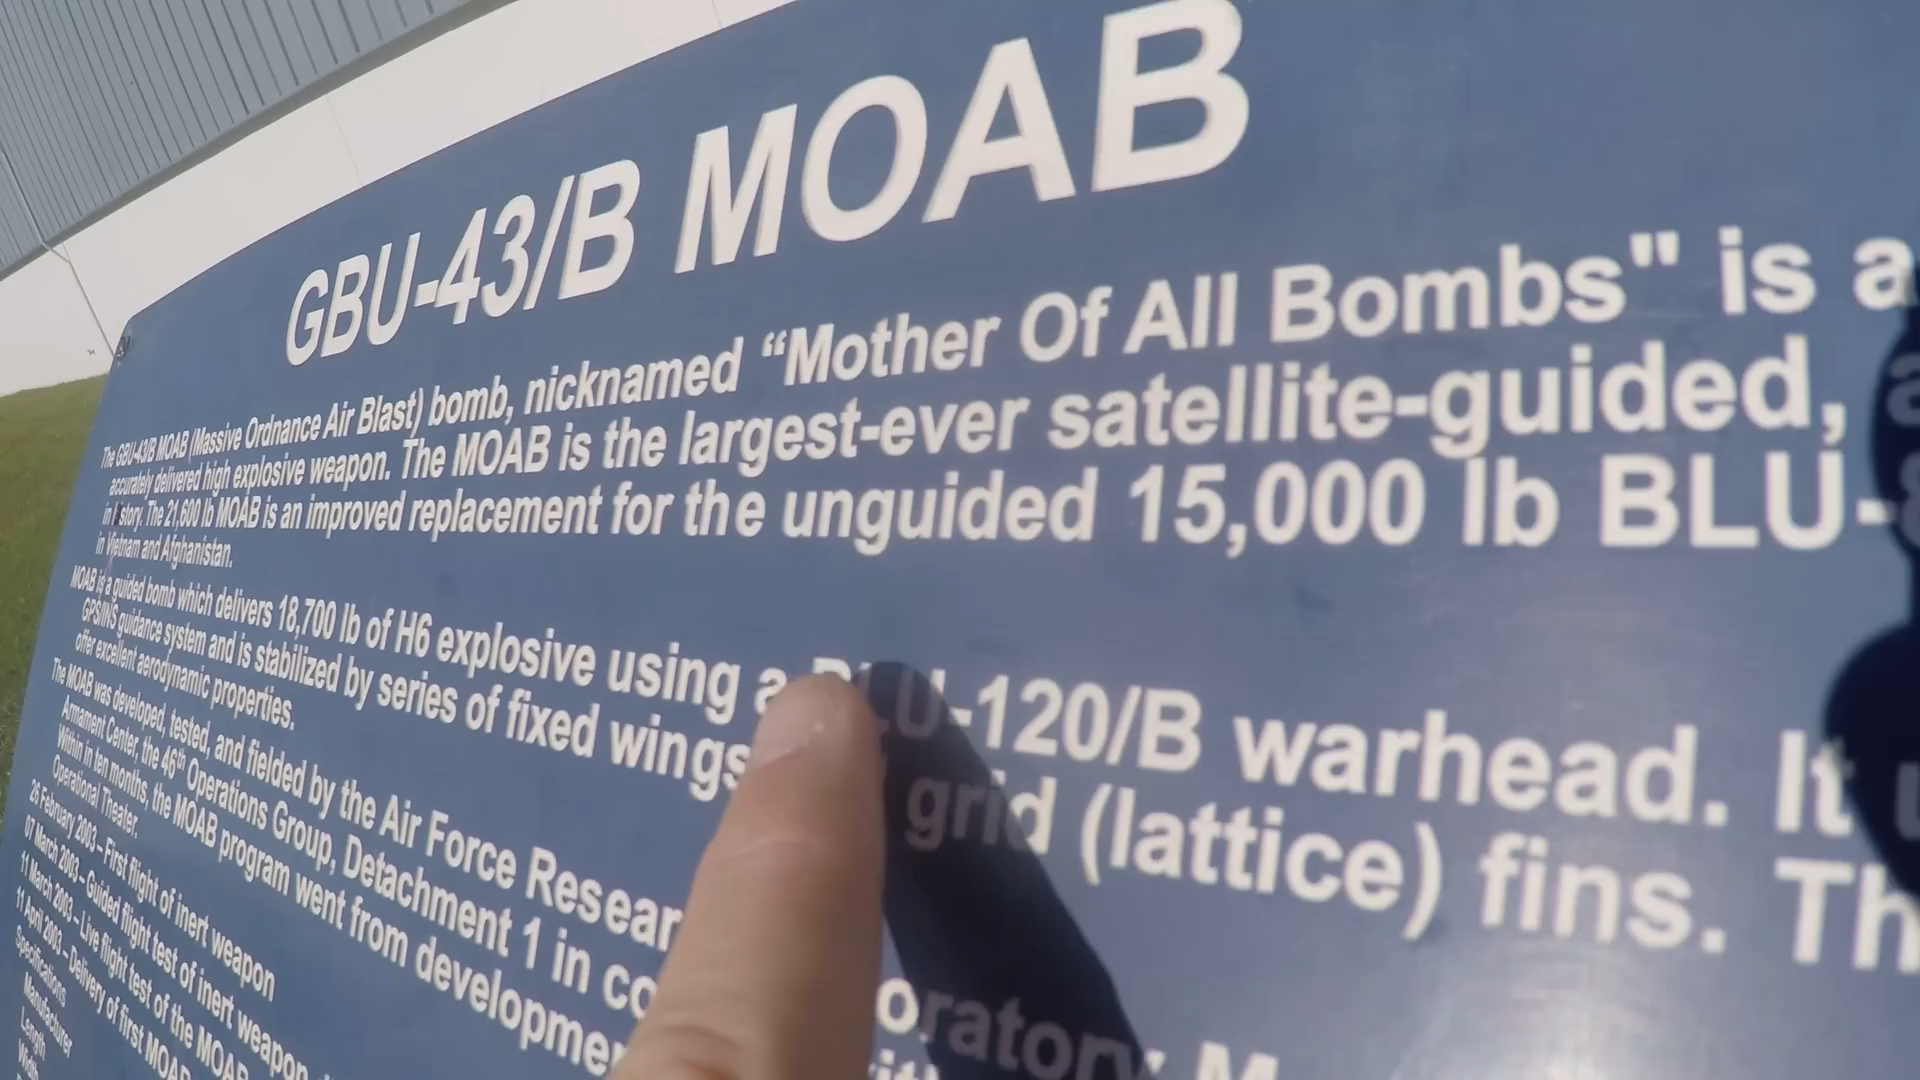 GBU-43/B MOAB
The GBU-43/B MOAB (Massive Ordnance Air Blast) bomb, nicknamed “Mother Of All Bombs" is a
accurately delivered high explosive weapon. The MOAB is the largest-ever satellite-guided,
in story. The 21,600 lb MOAB is an improved replacement for the unguided 15,000 lb BLU-
in Vietnam and Afghanistan.
MOAB is a guided bomb which delivers 18,700 lb of H6 explosive using a BLU-120/B warhead. It
GPS/INS guidance system and is stabilized by series of fixed wings grid (lattice) fins. Th
offer excellent aerodynamic properties.
The MOAB was developed, tested, and fielded by the Air Force Resear oratory M
Armament Center, the 46th Operations Group, Detachment 1 in co
Within in ten months, the MOAB program went from developme
Operational Theater.
26 February 2003 – First flight of inert weapon
07 March 2003 – Guided flight test of inert weapon
11 March 2003 – Live flight test of the MOAB
11 April 2003 – Delivery of first MOAB
Specifications
Manufacturer
Length
Width